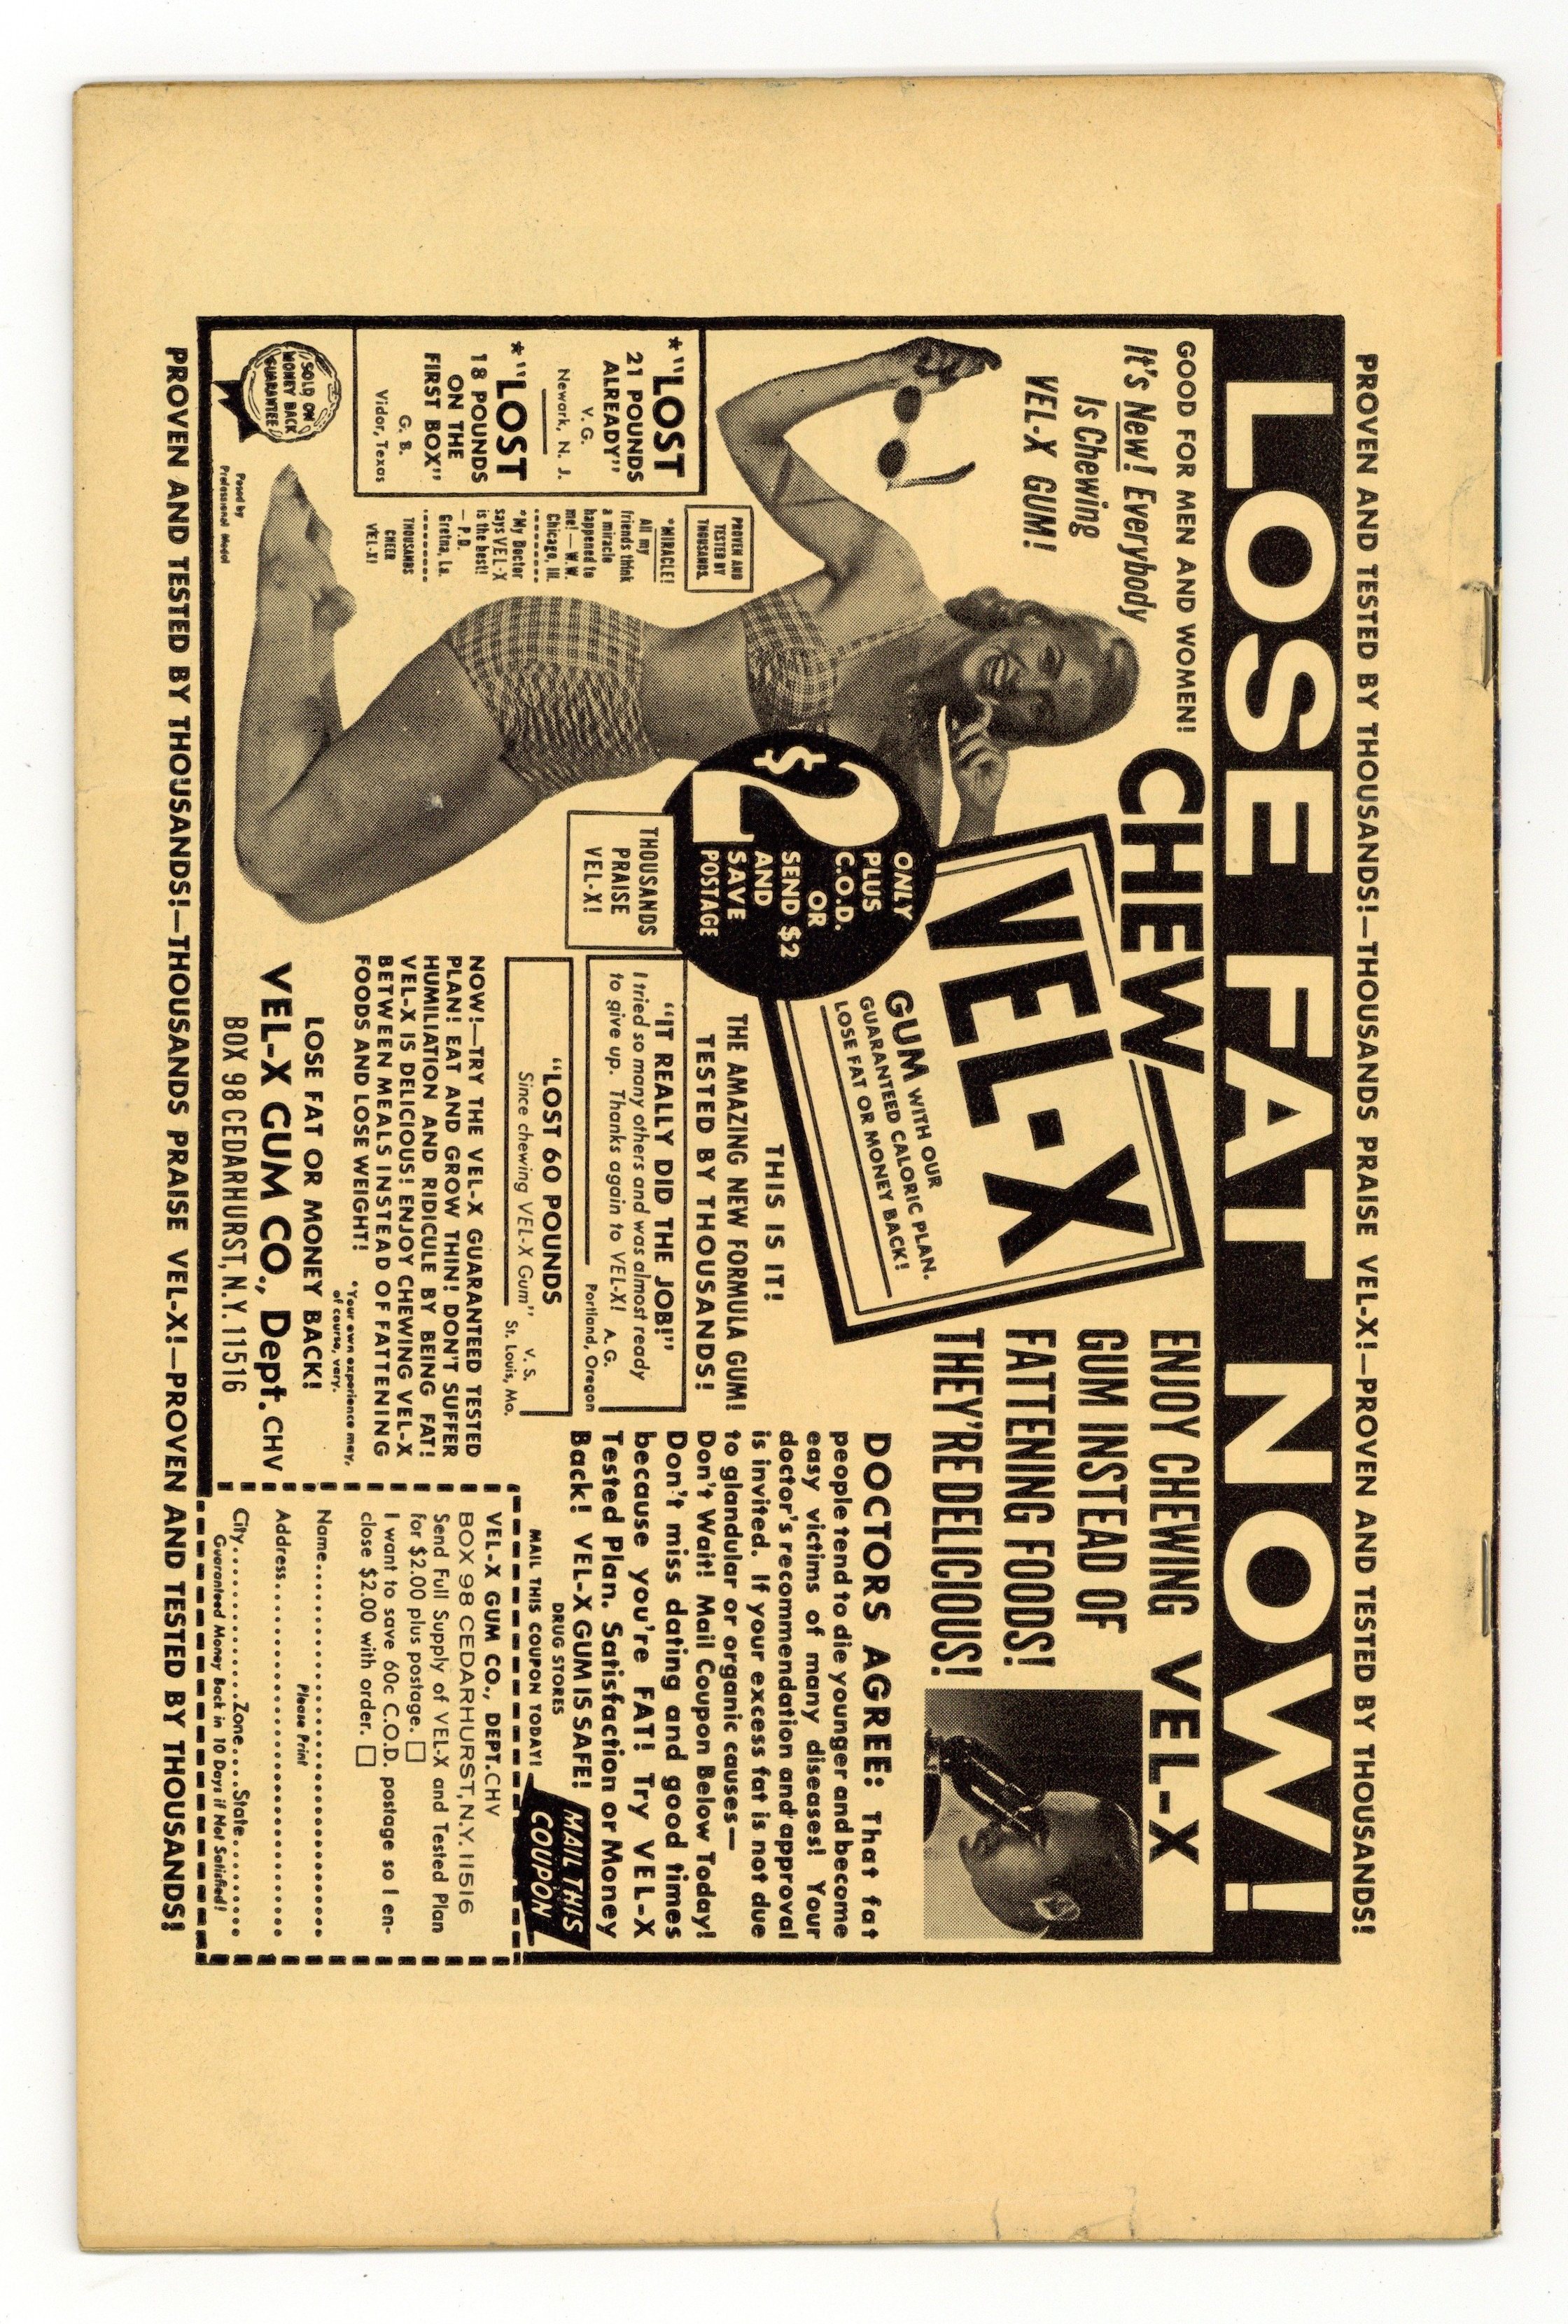 PROVEN AND TESTED BY THOUSANDS!—THOUSANDS PRAISE VEL-X!—PROVEN AND TESTED BY THOUSANDS!
LOSE FAT NOW!
GOOD FOR MEN AND WOMEN!
It's New! Everybody
Is Chewing
VEL-X GUM!
CHEW
VEL-X
GUM WITH OUR
GUARANTEED CALORIC PLAN.
LOSE FAT OR MONEY BACK!
ENJOY CHEWING VEL-X
GUM INSTEAD OF
FATTENING FOODS!
THEY'RE DELICIOUS!
ONLY
$2
PLUS
C.O.D.
OR
SEND $2
AND
SAVE
POSTAGE
PROVEN AND
TESTED BY
THOUSANDS.
*"LOST
21 POUNDS
ALREADY"
V. G.
Newark, N. J.
*"LOST
18 POUNDS
ON THE
FIRST BOX"
G. B.
Vidor, Texas
"MIRACLE!
All my
friends think
a miracle
happened to
me! — W.W.
Chicago, Ill.
"My Doctor
says VEL-X
is the best!
— P.D.
Gretna, La.
THOUSANDS
CHEER
VEL-X!
SOLD ON
MONEY BACK
GUARANTEE
Posed by
Professional Model
THOUSANDS
PRAISE
VEL-X!
THIS IS IT!
THE AMAZING NEW FORMULA GUM!
TESTED BY THOUSANDS!
"IT REALLY DID THE JOB!"
I tried so many others and was almost ready
to give up. Thanks again to VEL-X! A. G.
Portland, Oregon
"LOST 60 POUNDS
Since chewing VEL-X Gum" V. S.
St. Louis, Mo.
NOW!—TRY THE VEL-X GUARANTEED TESTED
PLAN! EAT AND GROW THIN! DON'T SUFFER
HUMILIATION AND RIDICULE BY BEING FAT!
VEL-X IS DELICIOUS! ENJOY CHEWING VEL-X
BETWEEN MEALS INSTEAD OF FATTENING
FOODS AND LOSE WEIGHT!
*Your own experience may,
of course, vary.
LOSE FAT OR MONEY BACK!
VEL-X GUM CO., Dept. CHV
BOX 98 CEDARHURST, N.Y. 11516
DOCTORS AGREE: That fat
people tend to die younger and become
easy victims of many diseases! Your
doctor's recommendation and approval
is invited. If your excess fat is not due
to glandular or organic causes—
Don't Wait! Mail Coupon Below Today!
Don't miss dating and good times
because you're FAT! Try VEL-X
Tested Plan. Satisfaction or Money
Back! VEL-X GUM IS SAFE!
DRUG STORES
MAIL THIS COUPON TODAY!
MAIL THIS
COUPON
VEL-X GUM CO., DEPT. CHV
BOX 98 CEDARHURST, N.Y. 11516
Send Full Supply of VEL-X and Tested Plan
for $2.00 plus postage. □
I want to save 60c C.O.D. postage so I en-
close $2.00 with order. □
Name
Please Print
Address
City Zone State
Guaranteed Money Back in 10 Days if Not Satisfied!
PROVEN AND TESTED BY THOUSANDS!—THOUSANDS PRAISE VEL-X!—PROVEN AND TESTED BY THOUSANDS!